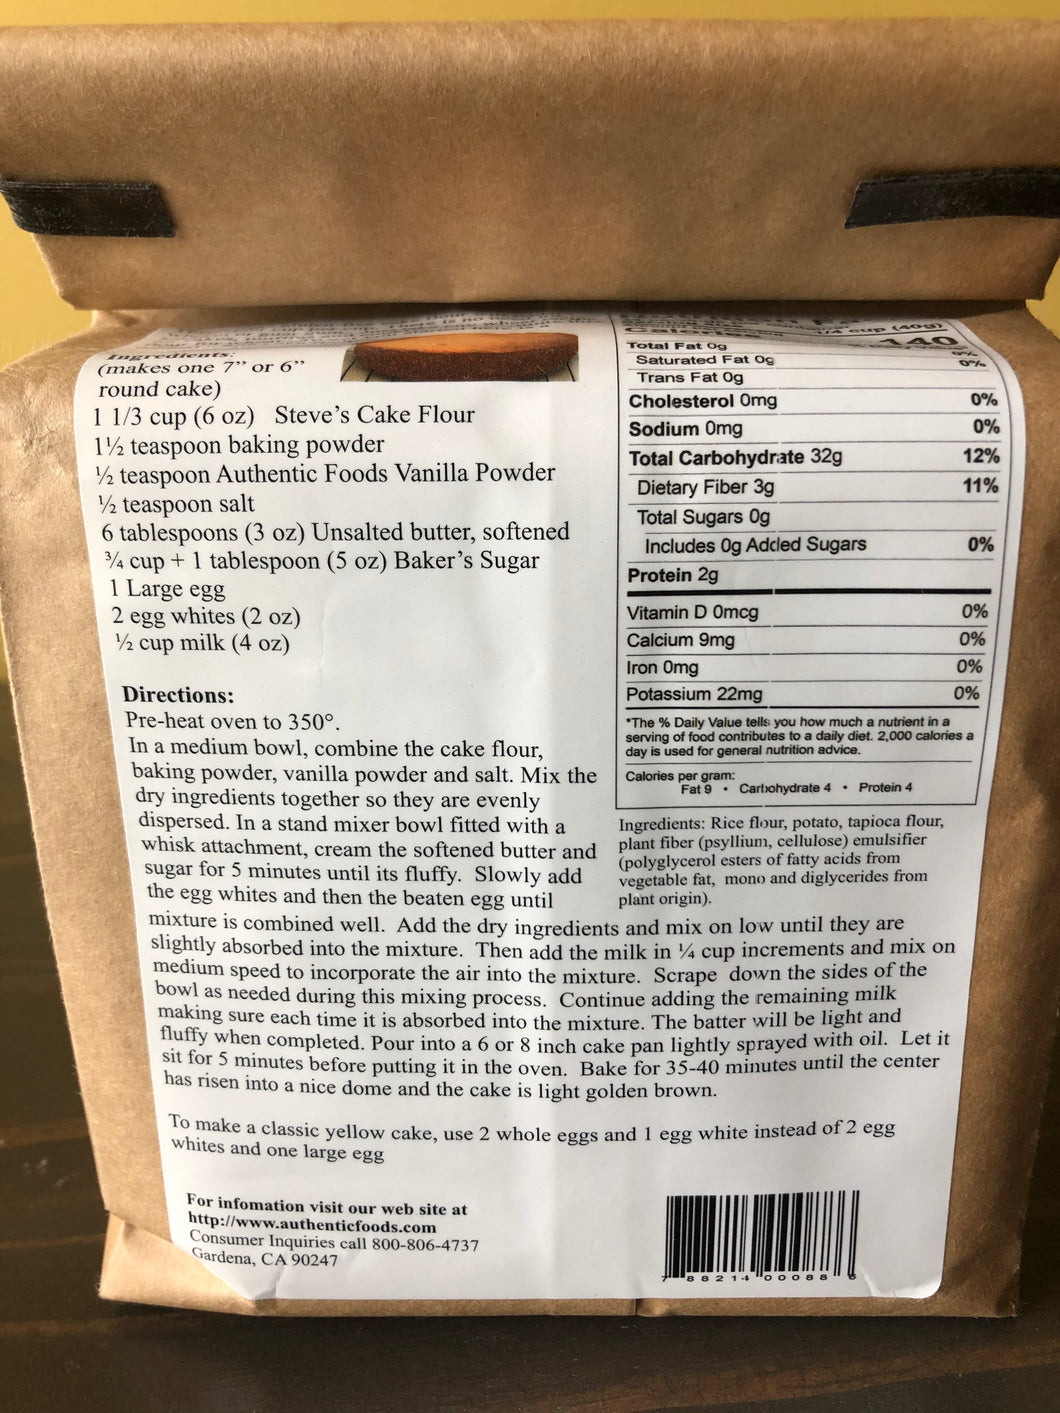 Ingredients:
(makes one 7” or 6”
round cake)
1 1/3 cup (6 oz) Steve’s Cake Flour
1½ teaspoon baking powder
½ teaspoon Authentic Foods Vanilla Powder
½ teaspoon salt
6 tablespoons (3 oz) Unsalted butter, softened
¾ cup + 1 tablespoon (5 oz) Baker’s Sugar
1 Large egg
2 egg whites (2 oz)
½ cup milk (4 oz)
Directions:
Pre-heat oven to 350°.
In a medium bowl, combine the cake flour,
baking powder, vanilla powder and salt. Mix the
dry ingredients together so they are evenly
dispersed. In a stand mixer bowl fitted with a
whisk attachment, cream the softened butter and
sugar for 5 minutes until its fluffy. Slowly add
the egg whites and then the beaten egg until
mixture is combined well. Add the dry ingredients and mix on low until they are
slightly absorbed into the mixture. Then add the milk in ¼ cup increments and mix on
medium speed to incorporate the air into the mixture. Scrape down the sides of the
bowl as needed during this mixing process. Continue adding the remaining milk
making sure each time it is absorbed into the mixture. The batter will be light and
fluffy when completed. Pour into a 6 or 8 inch cake pan lightly sprayed with oil. Let it
sit for 5 minutes before putting it in the oven. Bake for 35-40 minutes until the center
has risen into a nice dome and the cake is light golden brown.
To make a classic yellow cake, use 2 whole eggs and 1 egg white instead of 2 egg
whites and one large egg
For infomation visit our web site at
http://www.authenticfoods.com
Consumer Inquiries call 800-806-4737
Gardena, CA 90247
cup (40g)
Calories 140
Total Fat 0g 0%
Saturated Fat 0g 0%
Trans Fat 0g
Cholesterol 0mg 0%
Sodium 0mg 0%
Total Carbohydrate 32g 12%
Dietary Fiber 3g 11%
Total Sugars 0g
Includes 0g Added Sugars 0%
Protein 2g
Vitamin D 0mcg 0%
Calcium 9mg 0%
Iron 0mg 0%
Potassium 22mg 0%
*The % Daily Value tells you how much a nutrient in a
serving of food contributes to a daily diet. 2,000 calories a
day is used for general nutrition advice.
Calories per gram:
Fat 9 • Carbohydrate 4 • Protein 4
Ingredients: Rice flour, potato, tapioca flour,
plant fiber (psyllium, cellulose) emulsifier
(polyglycerol esters of fatty acids from
vegetable fat, mono and diglycerides from
plant origin).
7 88214 00088 6